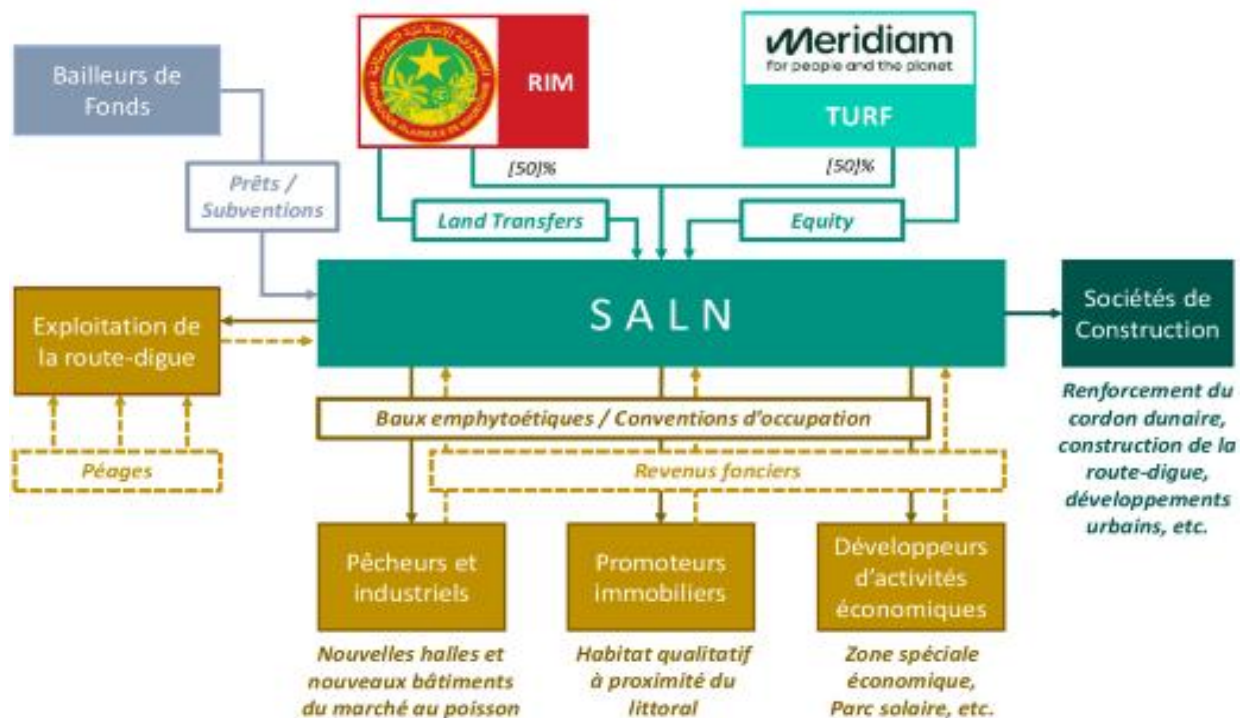 Bailleurs de
Fonds
RIM
Meridiam
for people and the planet
TURF
[50]%
[50]%
Prêts /
Subventions
Land Transfers
Equity
SALN
Exploitation de
la route-digue
Péages
Sociétés de
Construction
Renforcement du
cordon dunaire,
construction de la
route-digue,
développements
urbains, etc.
Baux emphytoétiques / Conventions d'occupation
Revenus fonciers
Pêcheurs et
industriels
Promoteurs
immobiliers
Développeurs
d'activités
économiques
Nouvelles halles et
nouveaux bâtiments
du marché au poisson
Habitat qualitatif
à proximité du
littoral
Zone spéciale
économique,
Parc solaire, etc.